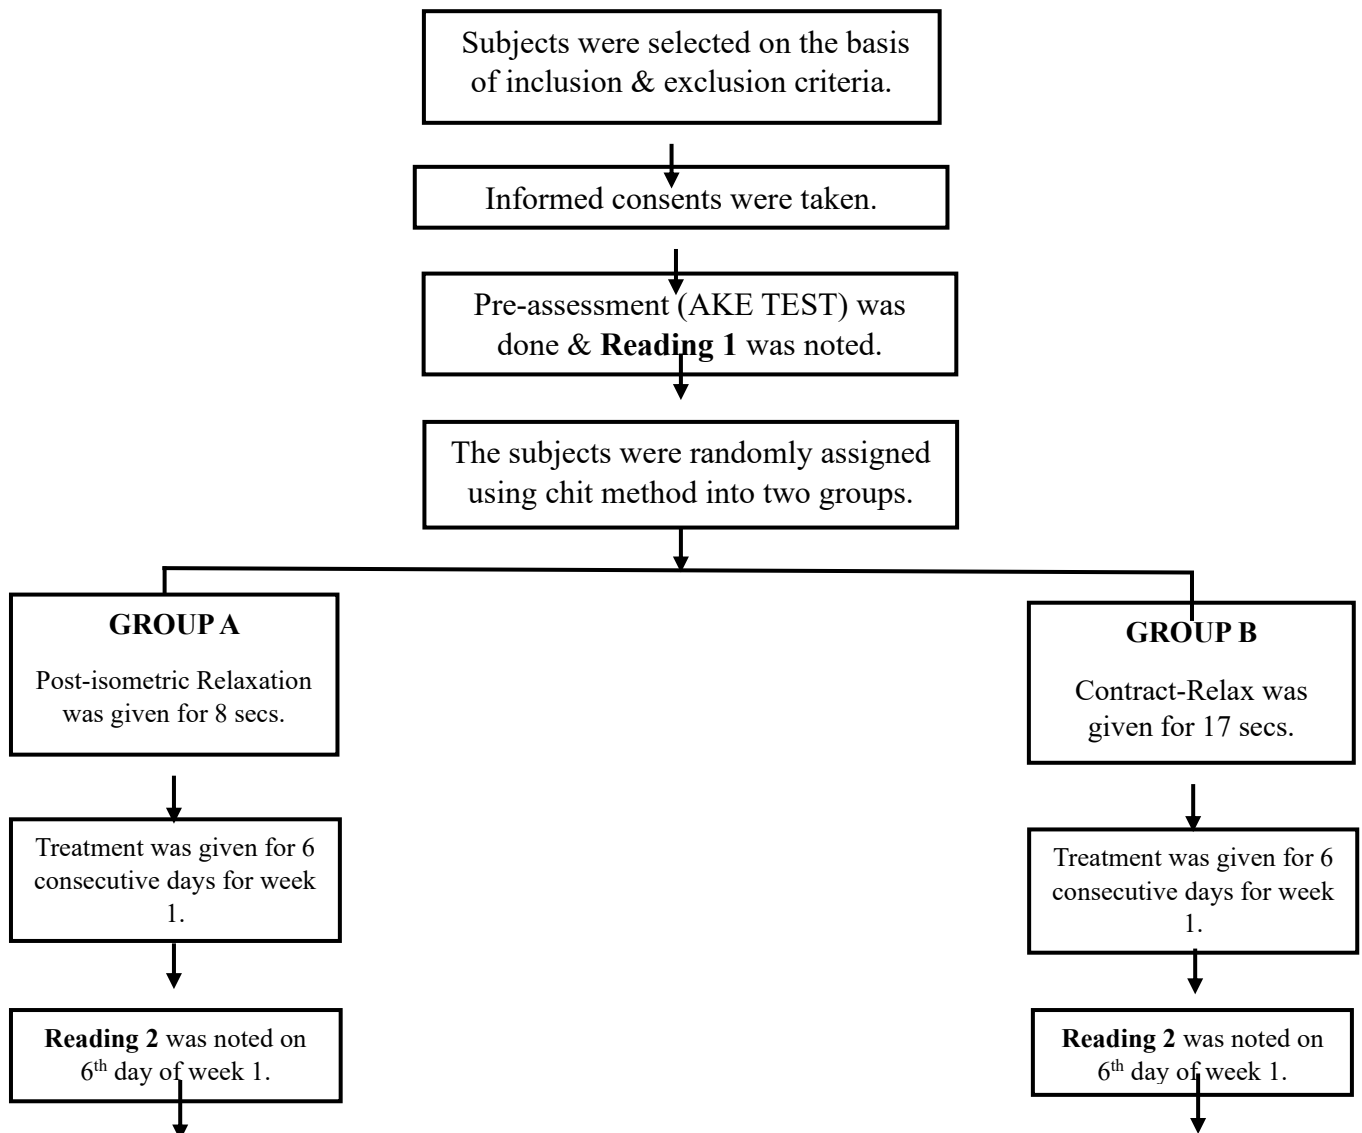 Subjects were selected on the basis
of inclusion & exclusion criteria.
Informed consents were taken.
Pre-assessment (AKE TEST) was
done & Reading 1 was noted.
The subjects were randomly assigned
using chit method into two groups.
GROUP A
Post-isometric Relaxation
was given for 8 secs.
GROUP B
Contract-Relax was
given for 17 secs.
Treatment was given for 6
consecutive days for week
1.
Treatment was given for 6
consecutive days for week
1.
Reading 2 was noted on
6th day of week 1.
Reading 2 was noted on
6th day of week 1.